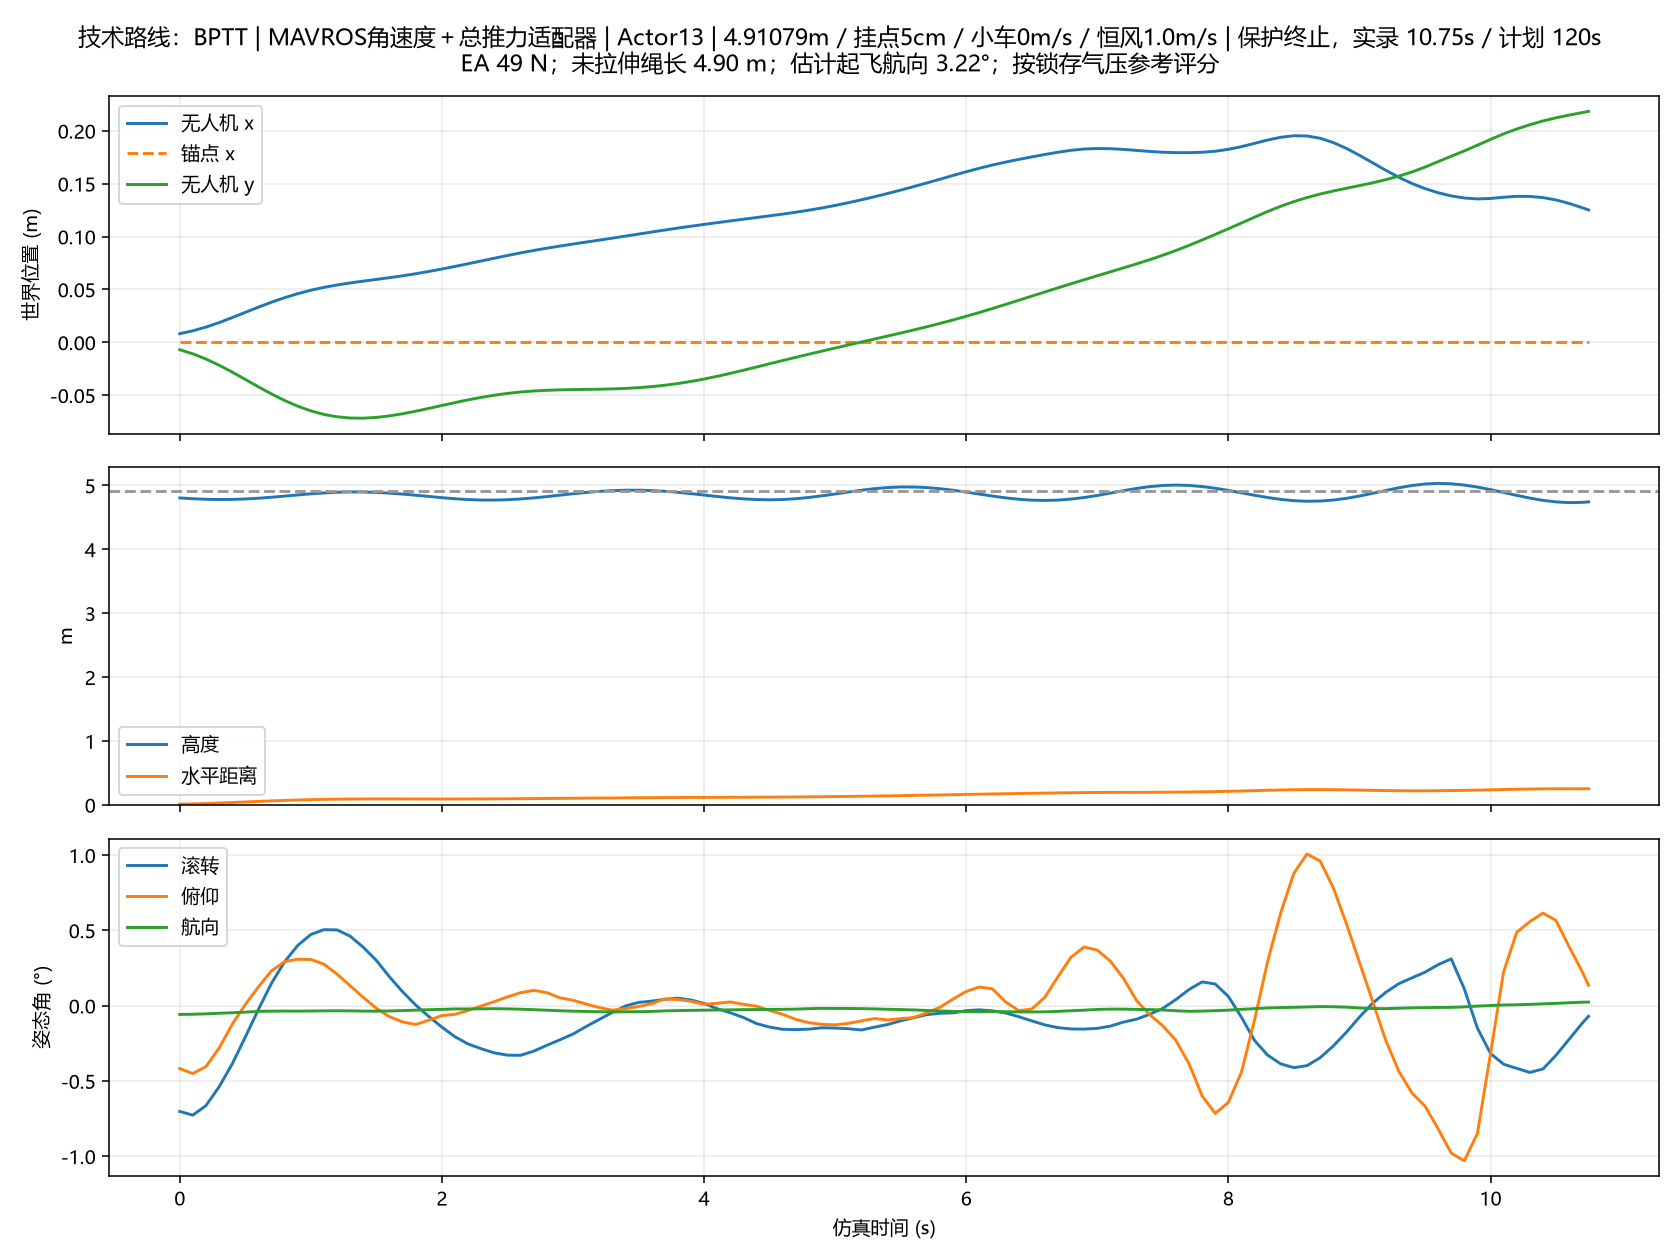 技术路线：BPTT | MAVROS角速度＋总推力适配器 | Actor13 | 4.91079m / 挂点5cm / 小车0m/s / 恒风1.0m/s | 保护终止，实录 10.75s / 计划 120s
EA 49 N；未拉伸绳长 4.90 m；估计起飞航向 3.22°；按锁存气压参考评分
无人机 x
锚点 x
无人机 y
世界位置 (m)
0.20
0.15
0.10
0.05
0.00
-0.05
m
5
4
3
2
1
0
高度
水平距离
姿态角 (°)
1.0
0.5
0.0
-0.5
-1.0
滚转
俯仰
航向
0 2 4 6 8 10
仿真时间 (s)